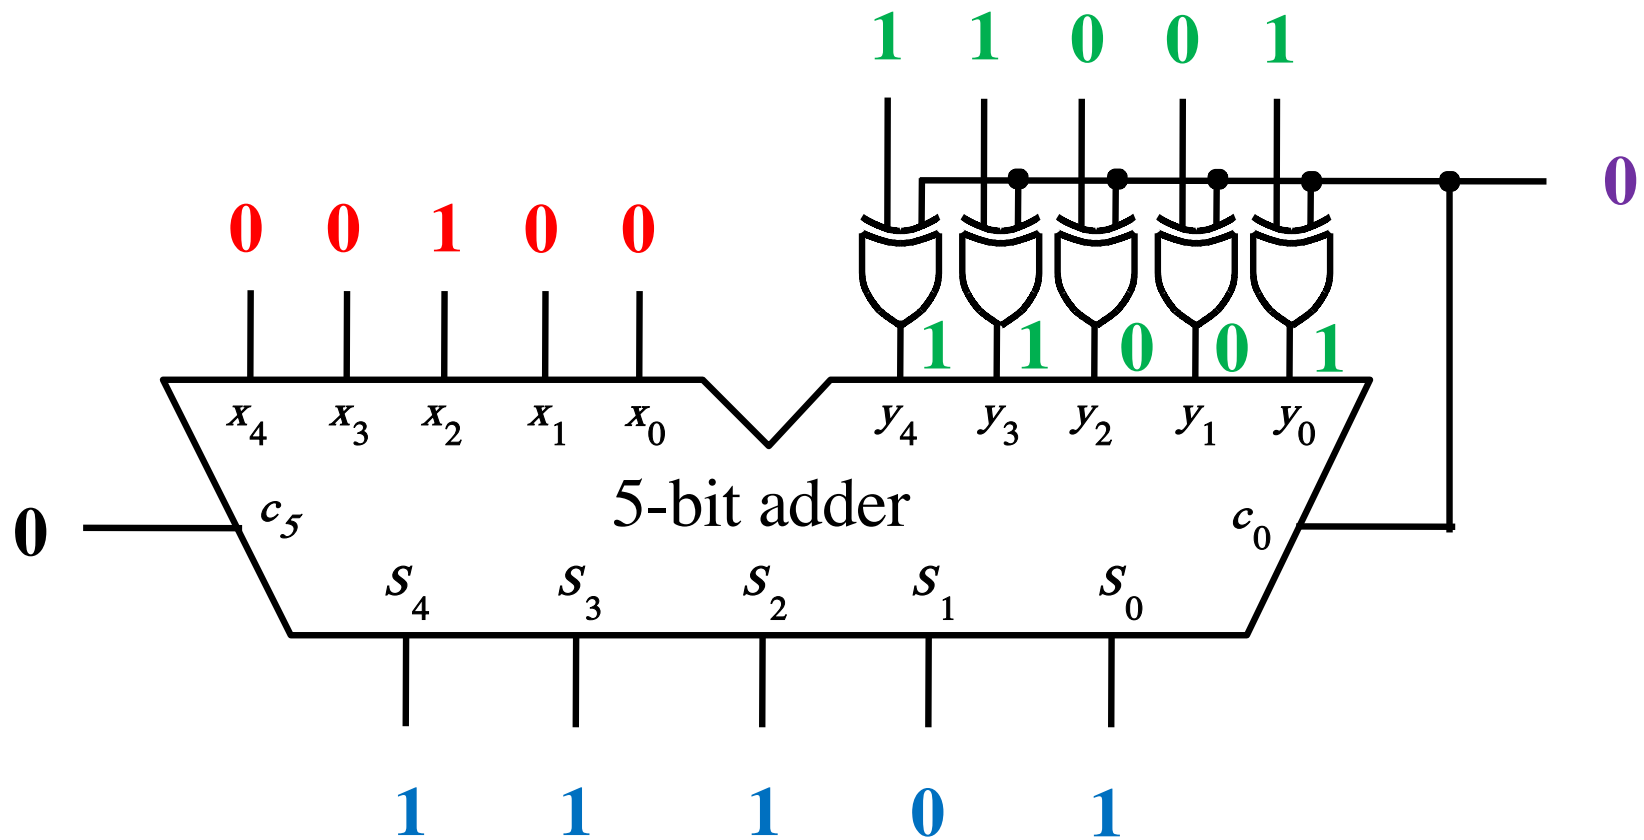 1 1 0 0 1
0
0 0 1 0 0
1 1 0 0 1
x4 x3 x2 x1 x0 y4 y3 y2 y1 y0
5-bit adder
0 c5 c0
S4 S3 S2 S1 S0
1 1 1 0 1